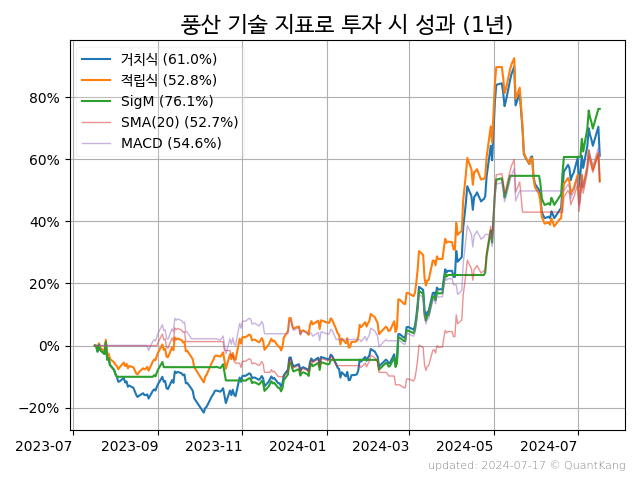 풍산 기술 지표로 투자 시 성과 (1년)
거치식 (61.0%)
적립식 (52.8%)
SigM (76.1%)
SMA(20) (52.7%)
MACD (54.6%)
80%
60%
40%
20%
0%
−20%
2023-07 2023-09 2023-11 2024-01 2024-03 2024-05 2024-07
updated: 2024-07-17 © QuantKang